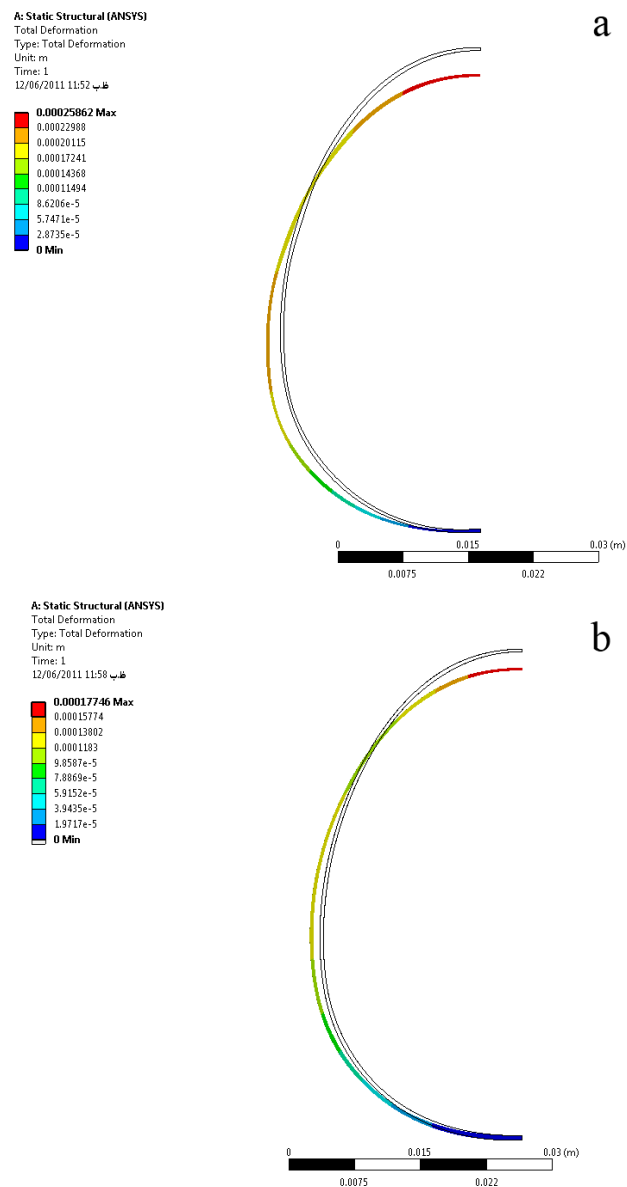 A: Static Structural (ANSYS)
Total Deformation
Type: Total Deformation
Unit: m
Time: 1
12/06/2011 11:52 ظ.ب
a
0.00025862 Max
0.00022988
0.00020115
0.00017241
0.00014368
0.00011494
8.6206e-5
5.7471e-5
2.8735e-5
0 Min
0 0.015 0.03 (m)
0.0075 0.022
A: Static Structural (ANSYS)
Total Deformation
Type: Total Deformation
Unit: m
Time: 1
12/06/2011 11:58 ظ.ب
b
0.00017746 Max
0.00015774
0.00013802
0.0001183
9.8587e-5
7.8869e-5
5.9152e-5
3.9435e-5
1.9717e-5
0 Min
0 0.015 0.03 (m)
0.0075 0.022